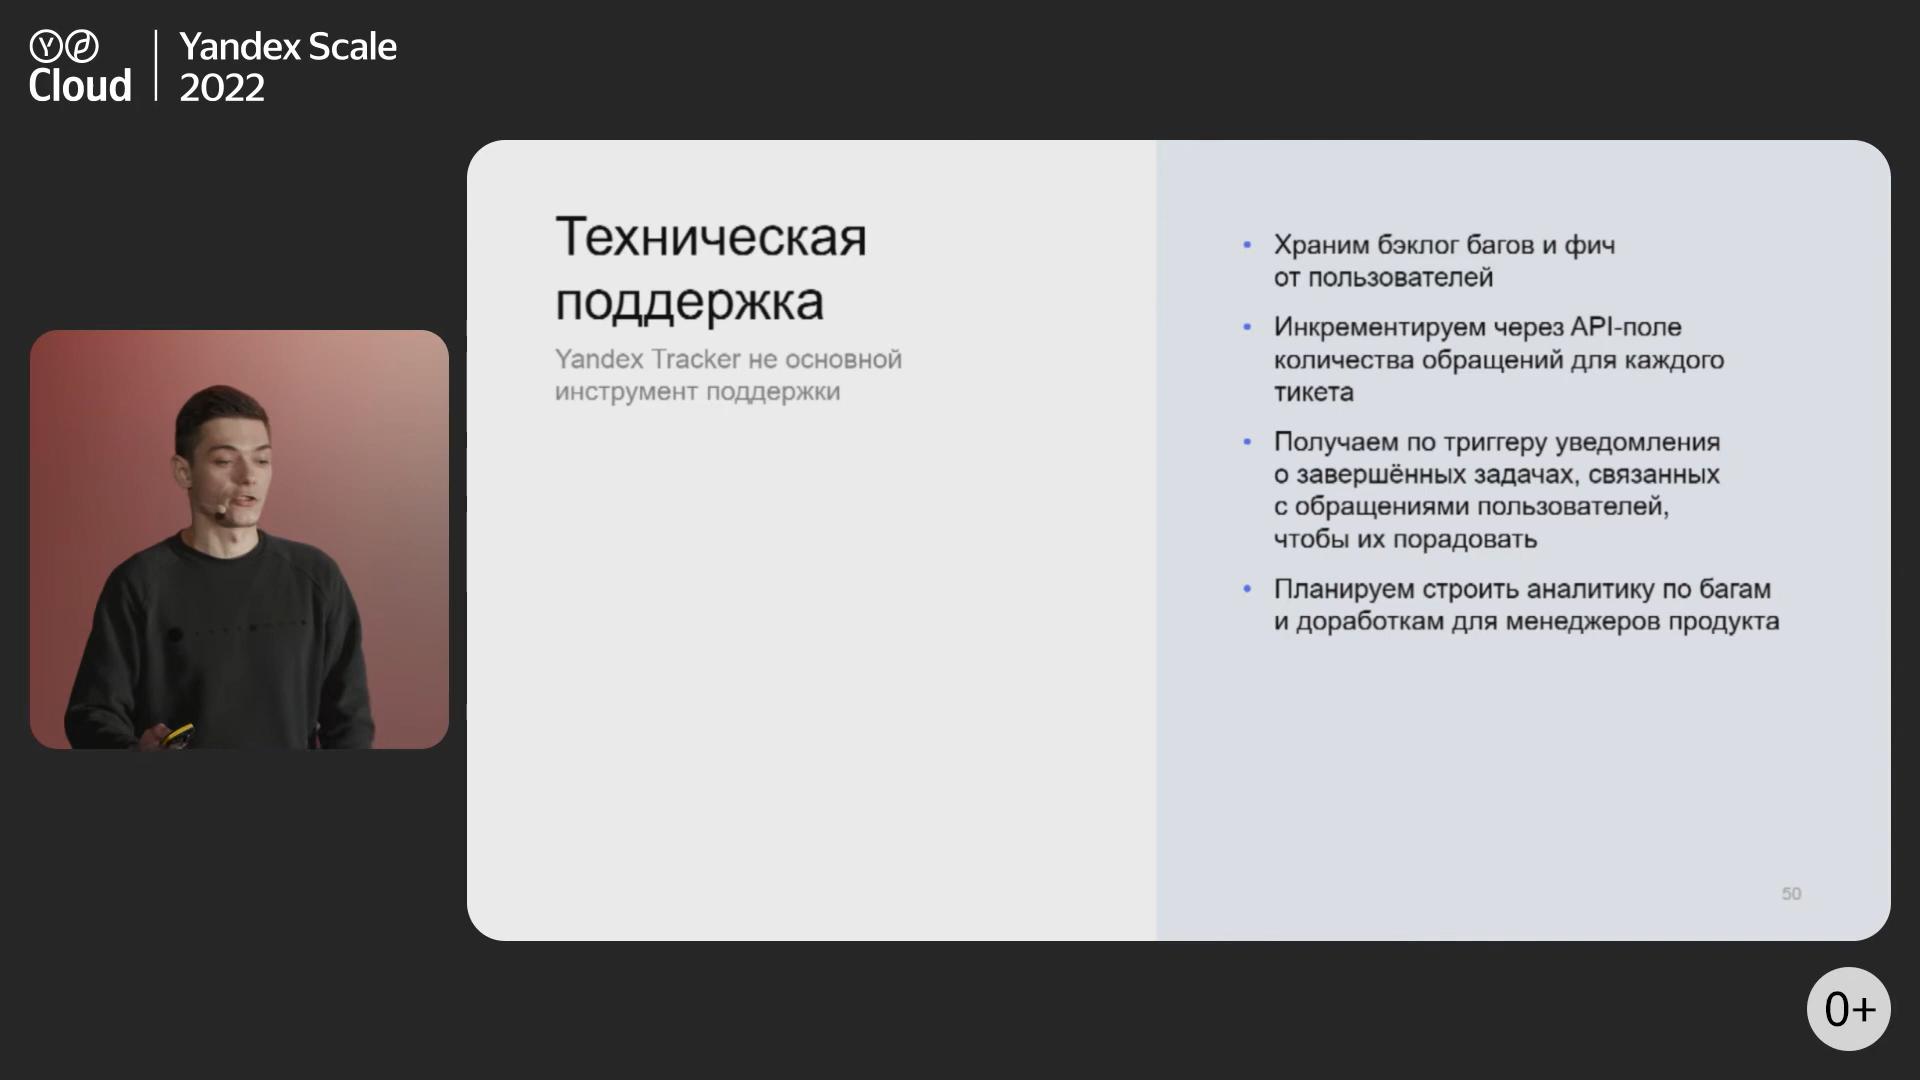 Cloud
Yandex Scale
2022
Техническая
поддержка
Yandex Tracker не основной
инструмент поддержки
• Храним бэклог багов и фич
от пользователей
• Инкрементируем через API-поле
количества обращений для каждого
тикета
• Получаем по триггеру уведомления
о завершённых задачах, связанных
с обращениями пользователей,
чтобы их порадовать
• Планируем строить аналитику по багам
и доработкам для менеджеров продукта
50
0+